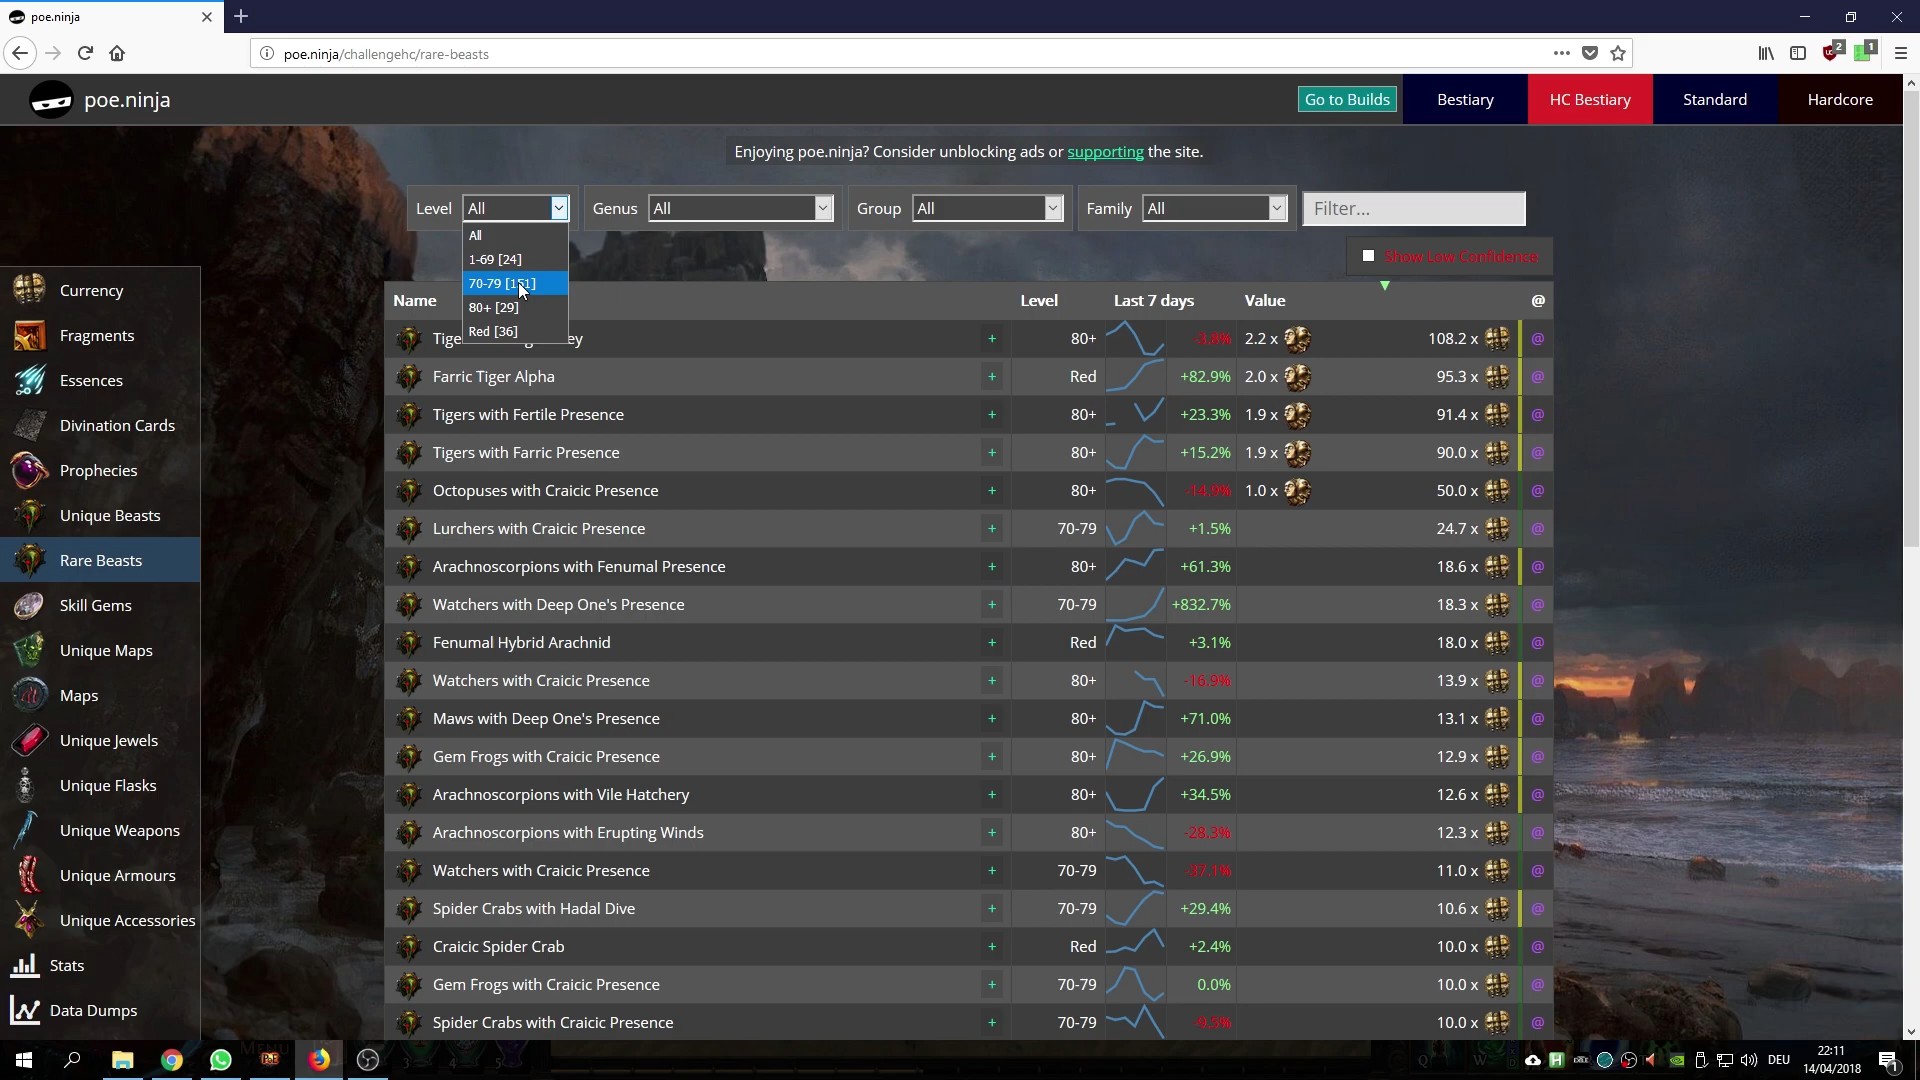 poe.ninja
poe.ninja/challengehc/rare-beasts
2
1
poe.ninja
Go to Builds
Bestiary
HC Bestiary
Standard
Hardcore
Enjoying poe.ninja? Consider unblocking ads or supporting the site.
Level All
Genus All
Group All
Family All
Filter...
All
1-69 [24]
70-79 [151]
80+ [29]
Red [36]
Show Low Confidence
Currency
Fragments
Essences
Divination Cards
Prophecies
Unique Beasts
Rare Beasts
Skill Gems
Unique Maps
Maps
Unique Jewels
Unique Flasks
Unique Weapons
Unique Armours
Unique Accessories
Stats
Data Dumps
Name Level Last 7 days Value @
80+ -3.8% 2.2 x 108.2 x @
Farric Tiger Alpha + Red +82.9% 2.0 x 95.3 x @
Tigers with Fertile Presence + 80+ +23.3% 1.9 x 91.4 x @
Tigers with Farric Presence + 80+ +15.2% 1.9 x 90.0 x @
Octopuses with Craicic Presence + 80+ -14.9% 1.0 x 50.0 x @
Lurchers with Craicic Presence + 70-79 +1.5% 24.7 x @
Arachnoscorpions with Fenumal Presence + 80+ +61.3% 18.6 x @
Watchers with Deep One's Presence + 70-79 +832.7% 18.3 x @
Fenumal Hybrid Arachnid + Red +3.1% 18.0 x @
Watchers with Craicic Presence + 80+ -16.9% 13.9 x @
Maws with Deep One's Presence + 80+ +71.0% 13.1 x @
Gem Frogs with Craicic Presence + 80+ +26.9% 12.9 x @
Arachnoscorpions with Vile Hatchery + 80+ +34.5% 12.6 x @
Arachnoscorpions with Erupting Winds + 80+ -28.3% 12.3 x @
Watchers with Craicic Presence + 70-79 -37.1% 11.0 x @
Spider Crabs with Hadal Dive + 70-79 +29.4% 10.6 x @
Craicic Spider Crab + Red +2.4% 10.0 x @
Gem Frogs with Craicic Presence + 70-79 0.0% 10.0 x @
Spider Crabs with Craicic Presence + 70-79 -9.5% 10.0 x @
DEU
22:11
14/04/2018
1